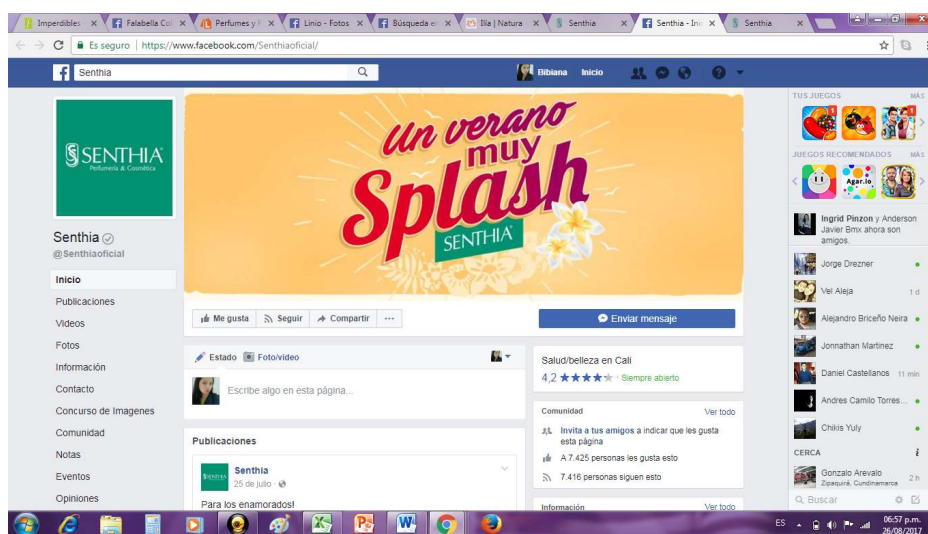 Imperdibles
Falabella Col
Perfumes y
Linio - Fotos
Búsqueda e
Ilia | Natura
Senthia
Senthia - Ini
Senthia
Es seguro | https://www.facebook.com/Senthiaoficial/
Senthia
Bibiana Inicio
SENTHIA
Perfumería & Cosmética
Senthia
@Senthiaoficial
Inicio
Publicaciones
Videos
Fotos
Información
Contacto
Concurso de Imagenes
Comunidad
Notas
Eventos
Opiniones
Un verano
muy
Splash
SENTHIA
Me gusta Seguir Compartir ...
Enviar mensaje
Estado Foto/video
Escribe algo en esta página...
Publicaciones
Senthia
25 de julio ·
Para los enamorados!
Salud/belleza en Cali
4,2 ★★★★★ · Siempre abierto
Comunidad Ver todo
Invita a tus amigos a indicar que les gusta
esta página
A 7.425 personas les gusta esto
7.416 personas siguen esto
Información Ver todo
TUS JUEGOS MÁS
1
1
JUEGOS RECOMENDADOS MÁS
Agar.io
Ingrid Pinzon y Anderson
Javier Bmx ahora son
amigos.
Jorge Drezner
Vel Aleja 1 d
Alejandro Briceño Neira
Jonnathan Martinez
Daniel Castellanos 11 min
Andres Camilo Torres...
Chikis Yuly
CERCA
Gonzalo Arevalo 2 h
Zipaquirá, Cundinamarca
Buscar
ES
06:57 p.m.
26/08/2017